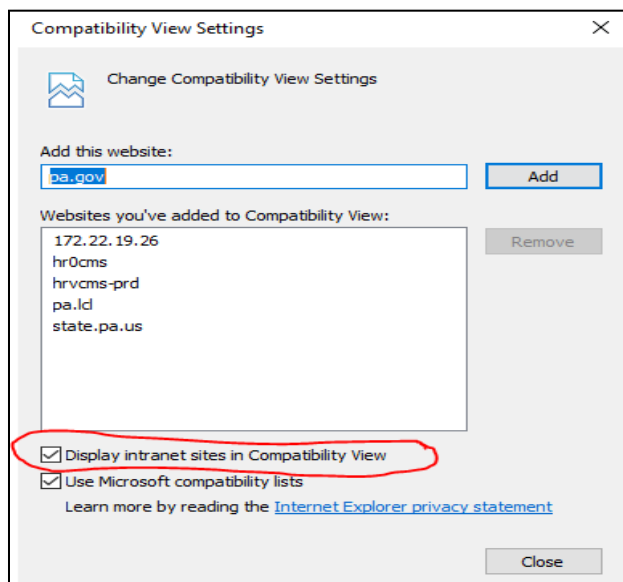 Compatibility View Settings
Change Compatibility View Settings
Add this website:
pa.gov
Add
Websites you've added to Compatibility View:
172.22.19.26
Remove
hr0cms
hrvcms-prd
pa.lcl
state.pa.us
Display intranet sites in Compatibility View
Use Microsoft compatibility lists
Learn more by reading the Internet Explorer privacy statement
Close